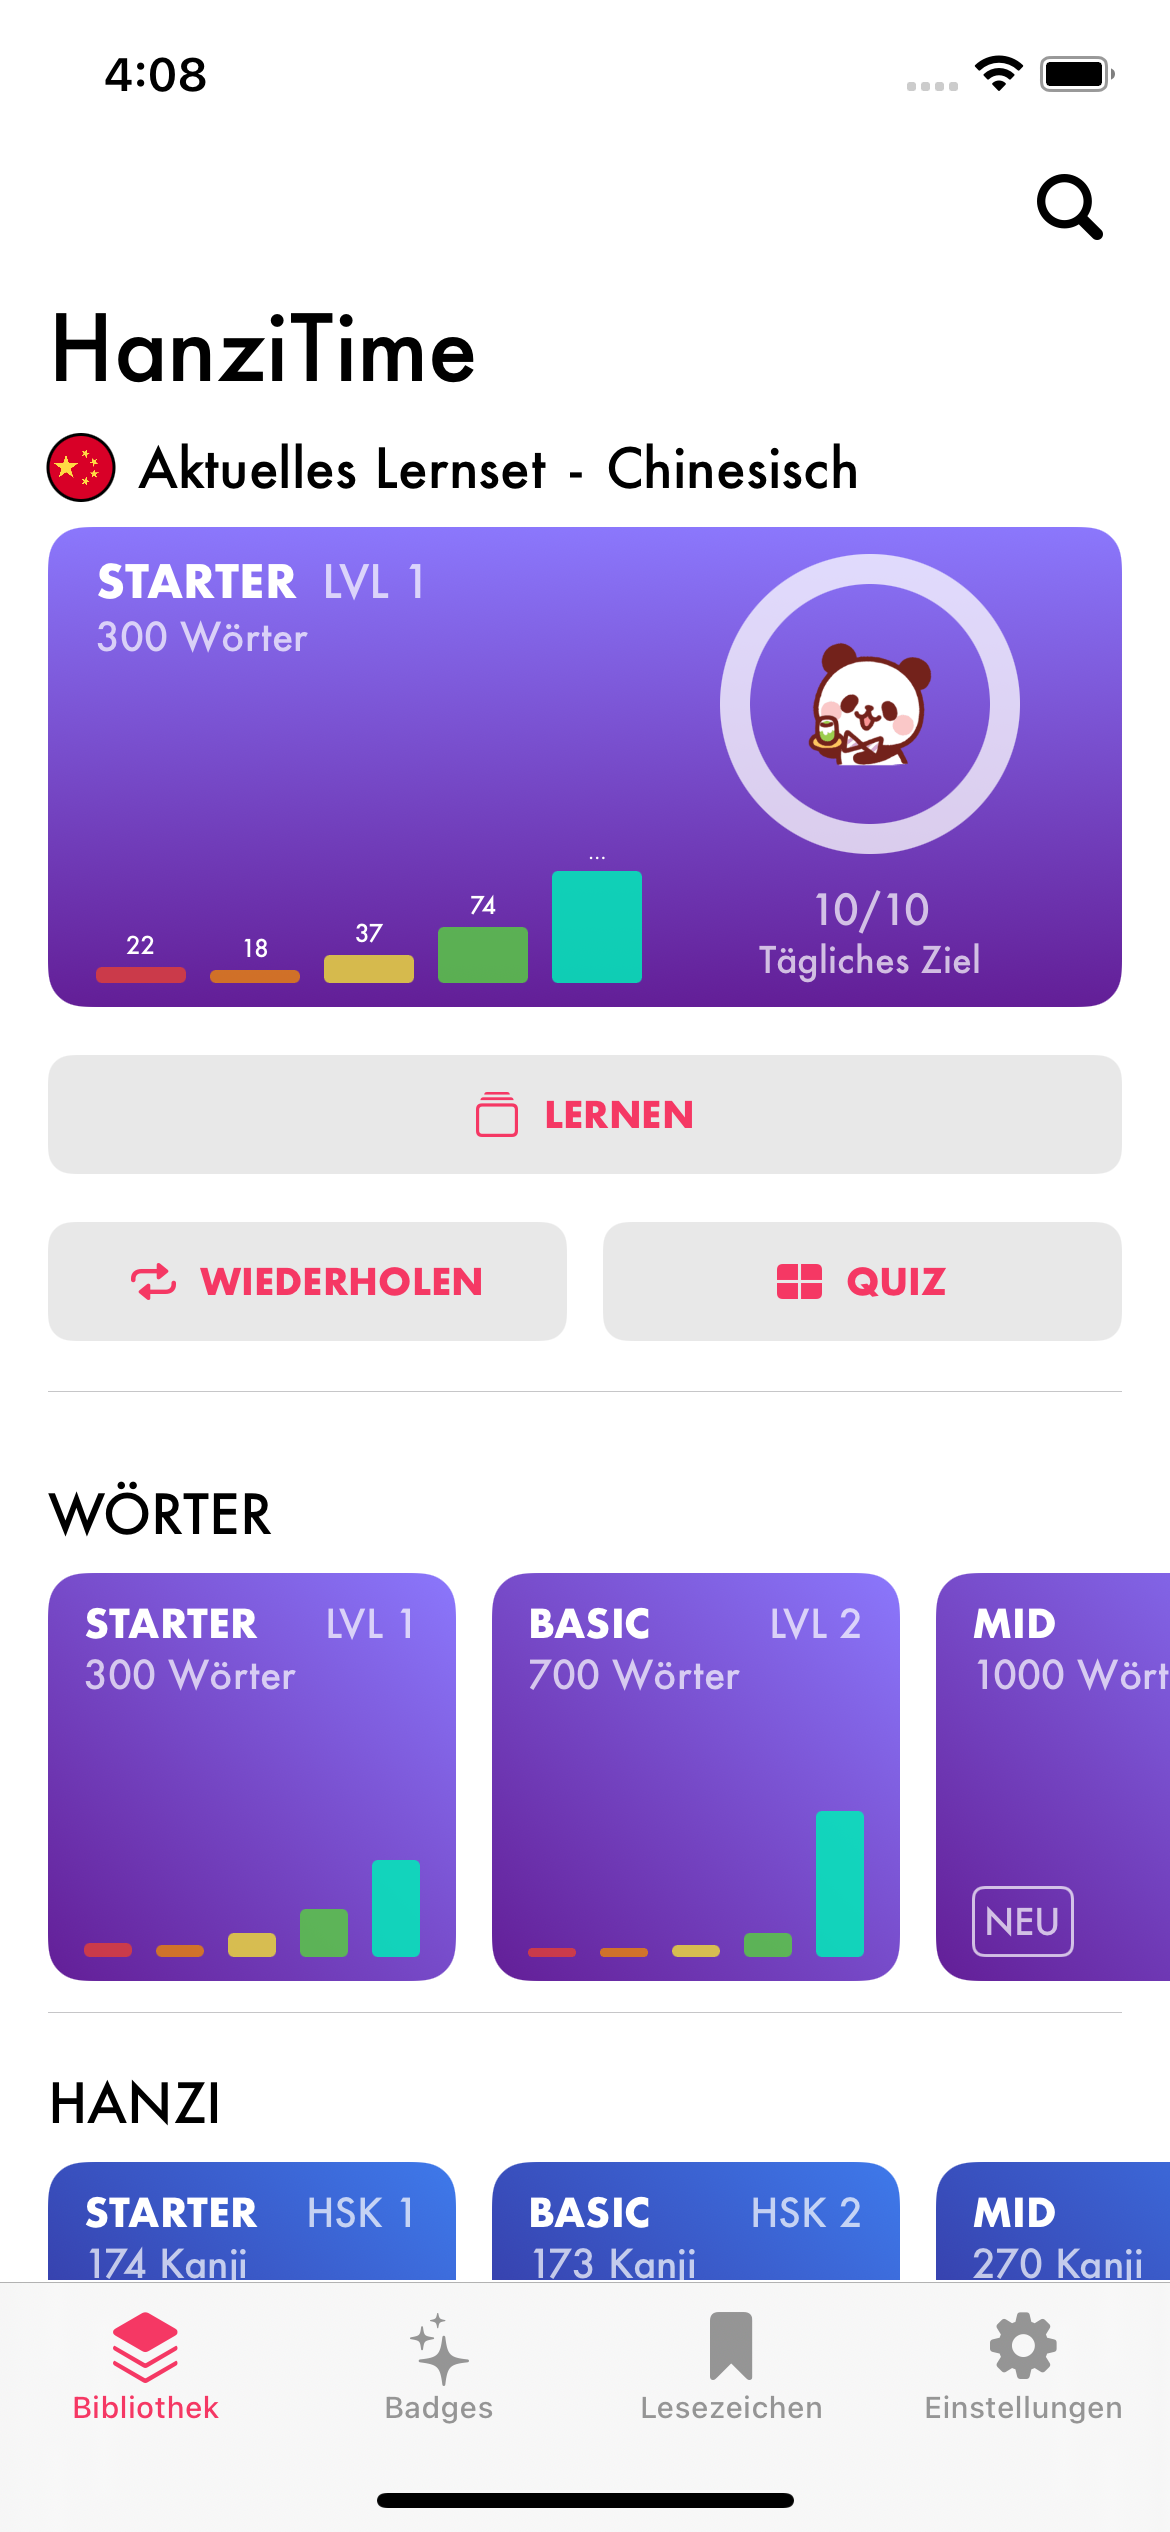 4:08
HanziTime
Aktuelles Lernset - Chinesisch
STARTER LVL 1
300 Wörter
22 18 37 74 ...
10/10
Tägliches Ziel
LERNEN
WIEDERHOLEN
QUIZ
WÖRTER
STARTER LVL 1
300 Wörter
BASIC LVL 2
700 Wörter
MID
1000 Wört
NEU
HANZI
STARTER HSK 1
174 Kanji
BASIC HSK 2
173 Kanji
MID
270 Kanji
Bibliothek
Badges
Lesezeichen
Einstellungen